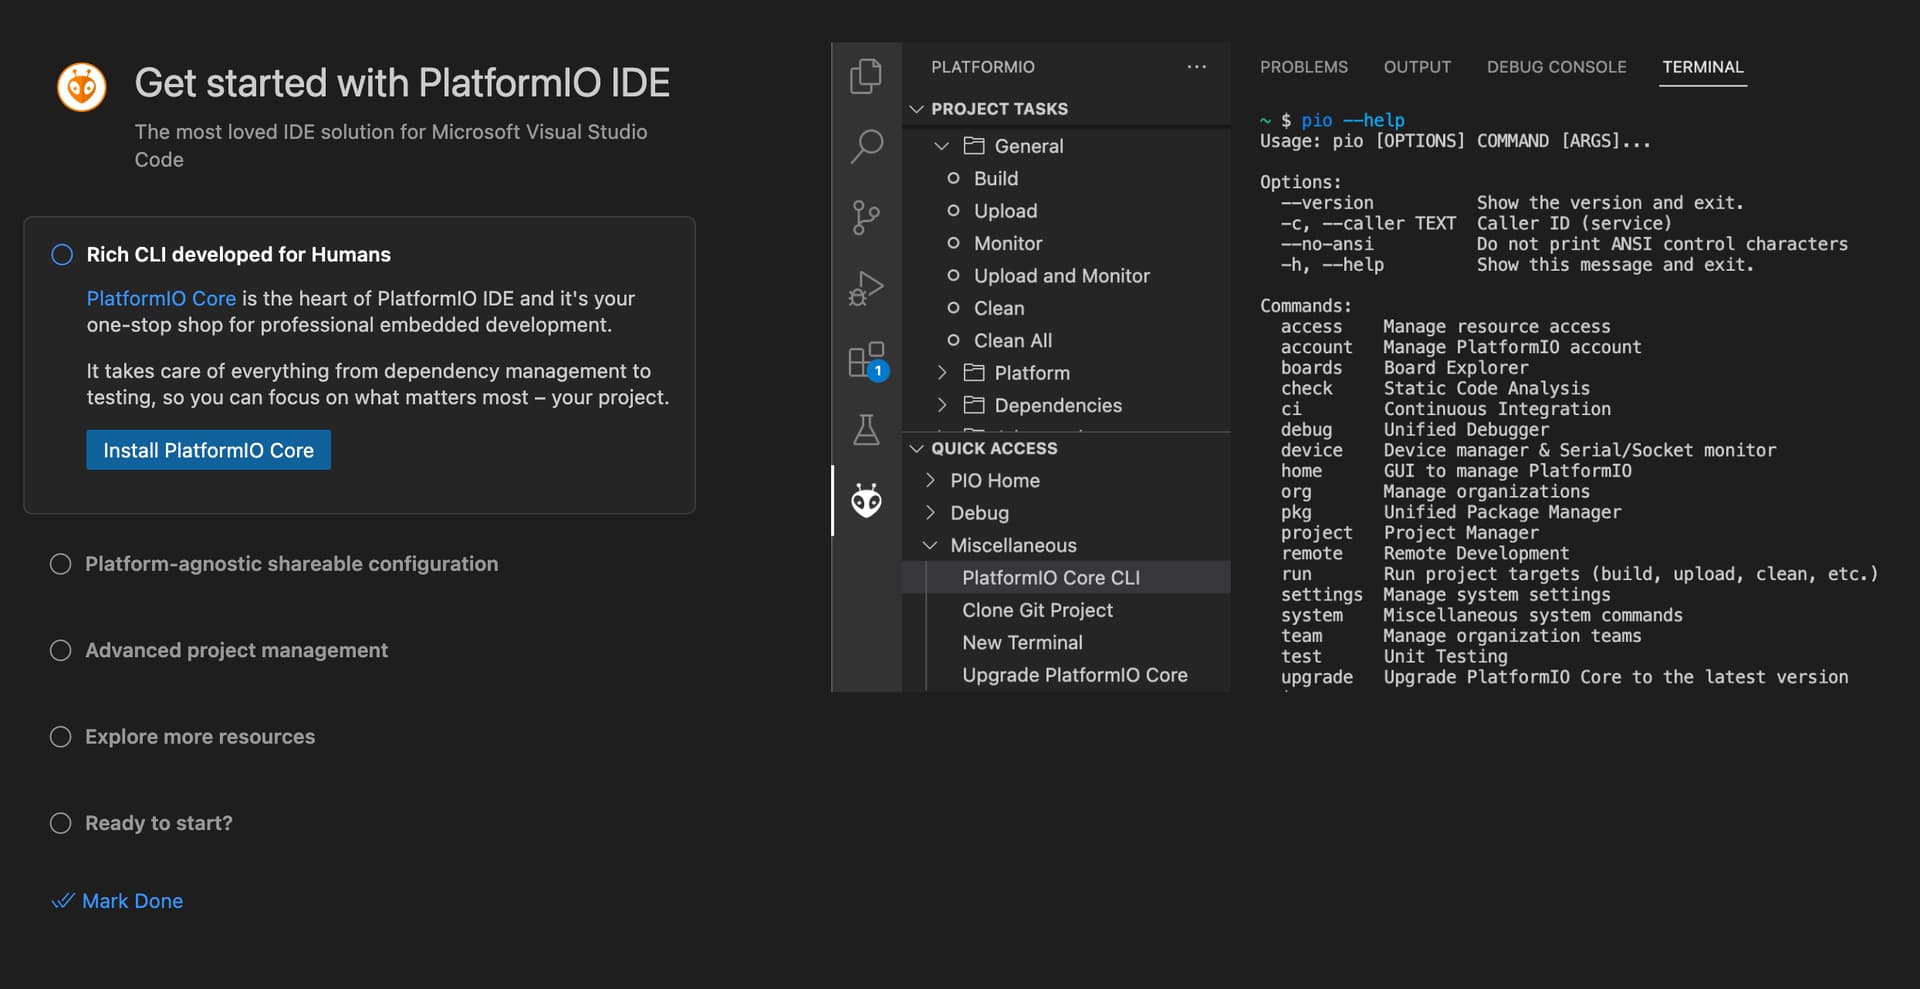 Get started with PlatformIO IDE
The most loved IDE solution for Microsoft Visual Studio
Code
Rich CLI developed for Humans
PlatformIO Core is the heart of PlatformIO IDE and it's your
one-stop shop for professional embedded development.
It takes care of everything from dependency management to
testing, so you can focus on what matters most – your project.
Install PlatformIO Core
Platform-agnostic shareable configuration
Advanced project management
Explore more resources
Ready to start?
Mark Done
1
PLATFORMIO
PROJECT TASKS
General
Build
Upload
Monitor
Upload and Monitor
Clean
Clean All
Platform
Dependencies
QUICK ACCESS
PIO Home
Debug
Miscellaneous
PlatformIO Core CLI
Clone Git Project
New Terminal
Upgrade PlatformIO Core
PROBLEMS OUTPUT DEBUG CONSOLE TERMINAL
~ $ pio --help
Usage: pio [OPTIONS] COMMAND [ARGS]...
Options:
--version Show the version and exit.
-c, --caller TEXT Caller ID (service)
--no-ansi Do not print ANSI control characters
-h, --help Show this message and exit.
Commands:
access Manage resource access
account Manage PlatformIO account
boards Board Explorer
check Static Code Analysis
ci Continuous Integration
debug Unified Debugger
device Device manager & Serial/Socket monitor
home GUI to manage PlatformIO
org Manage organizations
pkg Unified Package Manager
project Project Manager
remote Remote Development
run Run project targets (build, upload, clean, etc.)
settings Manage system settings
system Miscellaneous system commands
team Manage organization teams
test Unit Testing
upgrade Upgrade PlatformIO Core to the latest version